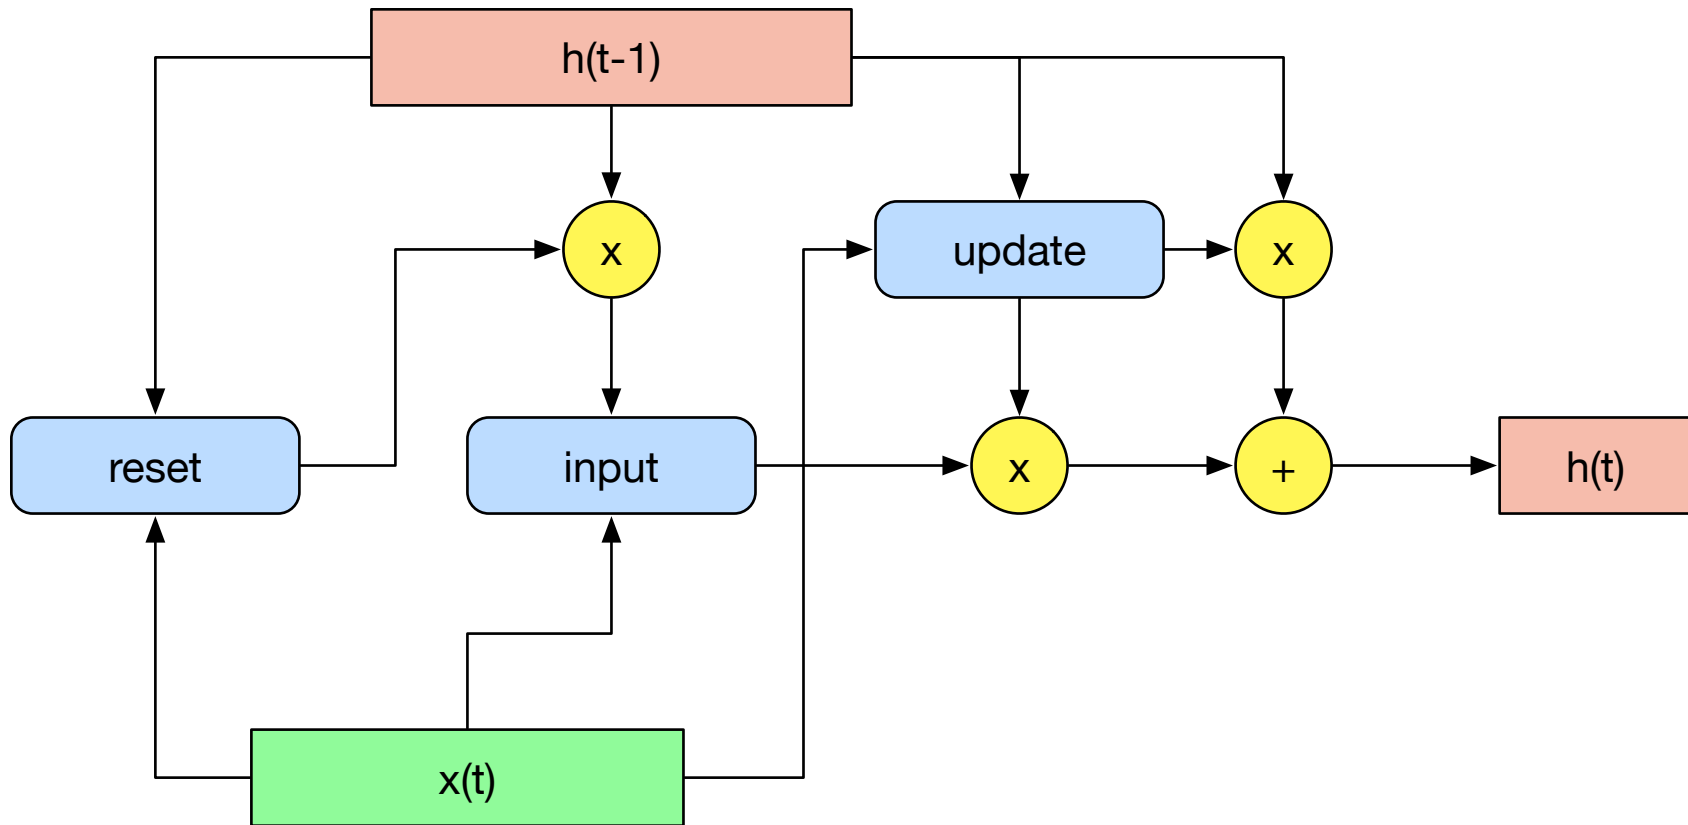 h(t-1)
x
update
x
reset
input
x
+
h(t)
x(t)